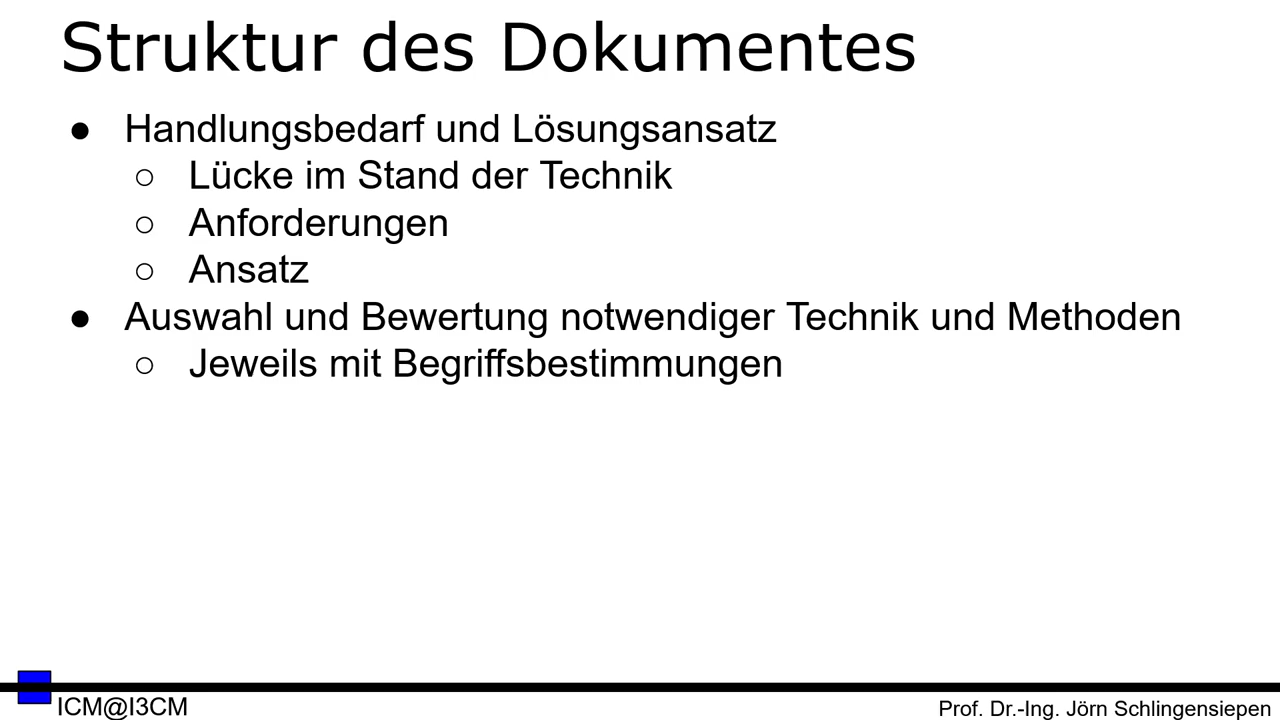 Struktur des Dokumentes
● Handlungsbedarf und Lösungsansatz
○ Lücke im Stand der Technik
○ Anforderungen
○ Ansatz
● Auswahl und Bewertung notwendiger Technik und Methoden
○ Jeweils mit Begriffsbestimmungen
ICM@I3CM
Prof. Dr.-Ing. Jörn Schlingensiepen